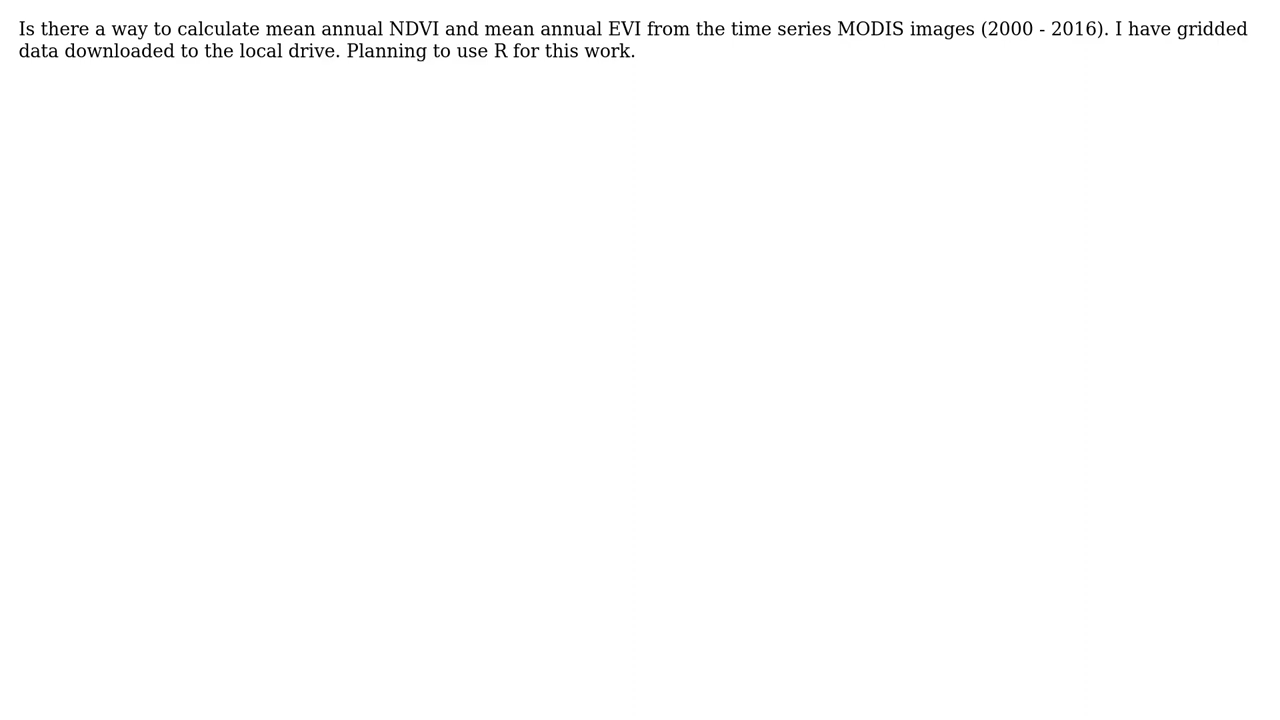 Is there a way to calculate mean annual NDVI and mean annual EVI from the time series MODIS images (2000 - 2016). I have gridded
data downloaded to the local drive. Planning to use R for this work.